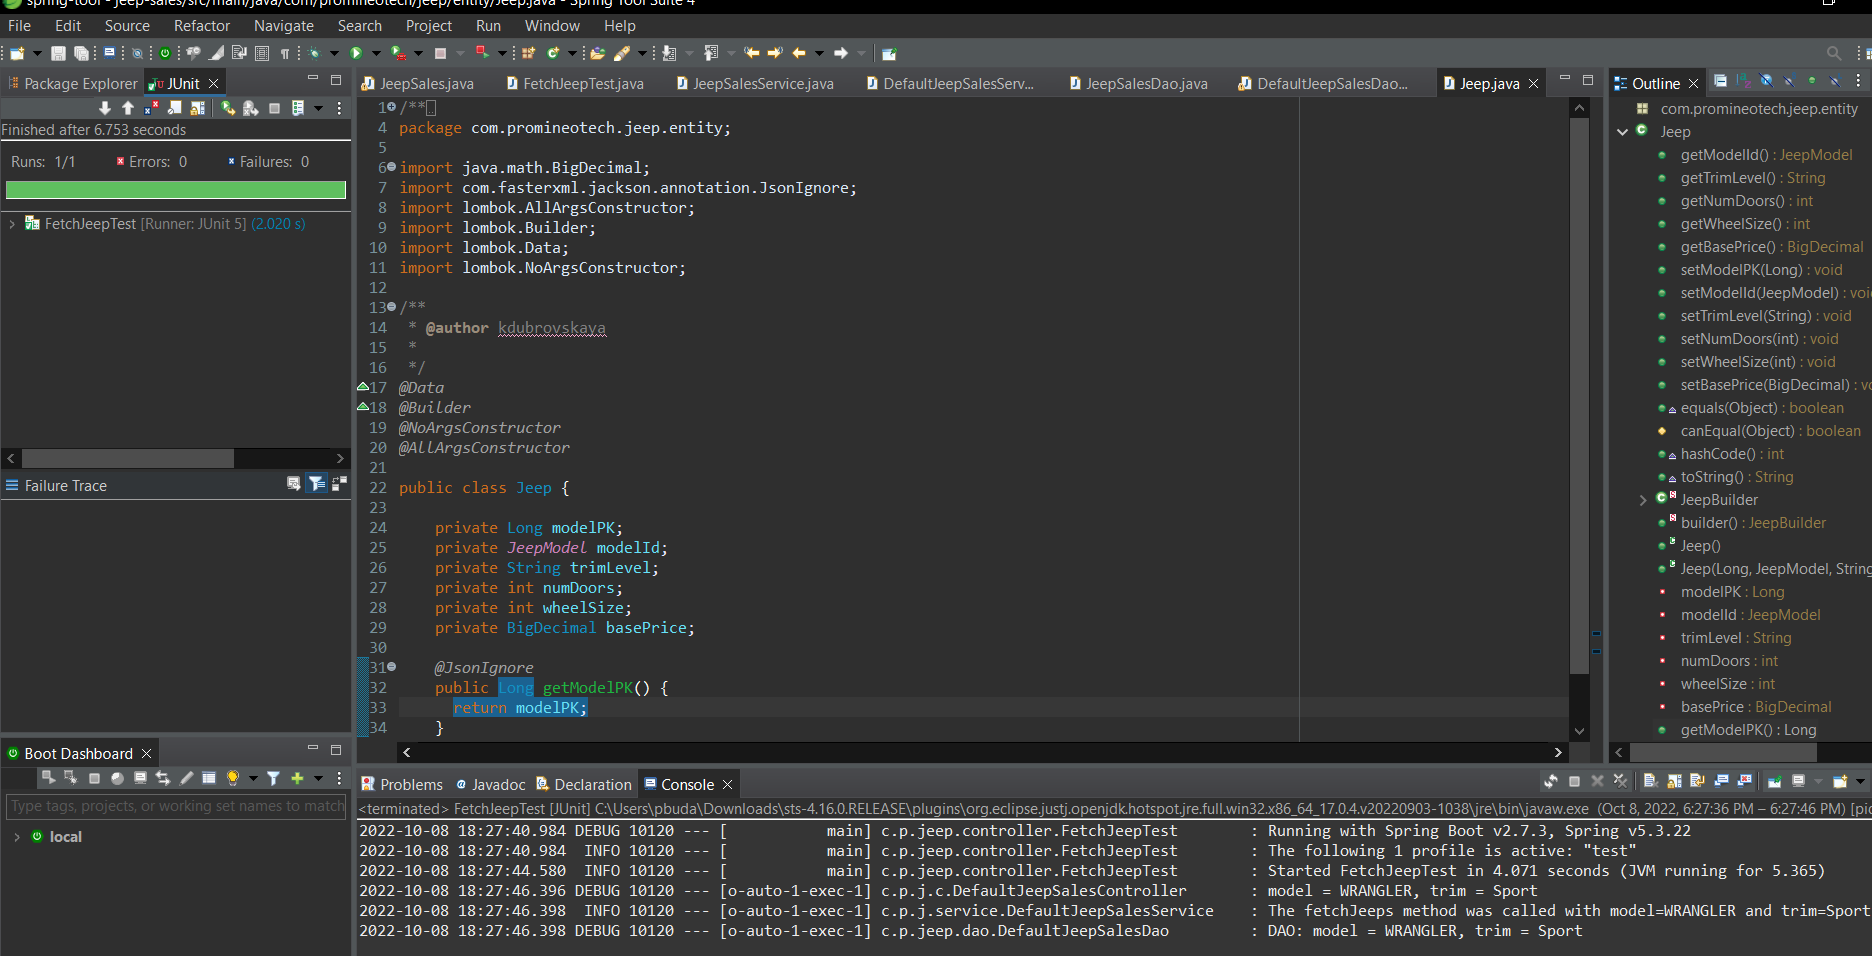 spring-tool - jeep-sales/src/main/java/com/promineotech/jeep/entity/Jeep.java - Spring Tool Suite 4
File Edit Source Refactor Navigate Search Project Run Window Help
Package Explorer JUnit
Finished after 6.753 seconds
Runs: 1/1 Errors: 0 Failures: 0
FetchJeepTest [Runner: JUnit 5] (2.020 s)
Failure Trace
Boot Dashboard
Type tags, projects, or working set names to match
local
JeepSales.java FetchJeepTest.java JeepSalesService.java DefaultJeepSalesServ... JeepSalesDao.java DefaultJeepSalesDao... Jeep.java
1 /**
4 package com.promineotech.jeep.entity;
5
6 import java.math.BigDecimal;
7 import com.fasterxml.jackson.annotation.JsonIgnore;
8 import lombok.AllArgsConstructor;
9 import lombok.Builder;
10 import lombok.Data;
11 import lombok.NoArgsConstructor;
12
13 /**
14 * @author kdubrovskaya
15 *
16 */
17 @Data
18 @Builder
19 @NoArgsConstructor
20 @AllArgsConstructor
21
22 public class Jeep {
23
24 private Long modelPK;
25 private JeepModel modelId;
26 private String trimLevel;
27 private int numDoors;
28 private int wheelSize;
29 private BigDecimal basePrice;
30
31 @JsonIgnore
32 public Long getModelPK() {
33 return modelPK;
34 }
Outline
com.promineotech.jeep.entity
Jeep
getModelId() : JeepModel
getTrimLevel() : String
getNumDoors() : int
getWheelSize() : int
getBasePrice() : BigDecimal
setModelPK(Long) : void
setModelId(JeepModel) : voi
setTrimLevel(String) : void
setNumDoors(int) : void
setWheelSize(int) : void
setBasePrice(BigDecimal) : vo
equals(Object) : boolean
canEqual(Object) : boolean
hashCode() : int
toString() : String
JeepBuilder
builder() : JeepBuilder
Jeep()
Jeep(Long, JeepModel, String
modelPK : Long
modelId : JeepModel
trimLevel : String
numDoors : int
wheelSize : int
basePrice : BigDecimal
getModelPK() : Long
Problems Javadoc Declaration Console
<terminated> FetchJeepTest [JUnit] C:\Users\pbuda\Downloads\sts-4.16.0.RELEASE\plugins\org.eclipse.justj.openjdk.hotspot.jre.full.win32.x86_64_17.0.4.v20220903-1038\jre\bin\javaw.exe (Oct 8, 2022, 6:27:36 PM – 6:27:46 PM) [pic
2022-10-08 18:27:40.984 DEBUG 10120 --- [ main] c.p.jeep.controller.FetchJeepTest : Running with Spring Boot v2.7.3, Spring v5.3.22
2022-10-08 18:27:40.984 INFO 10120 --- [ main] c.p.jeep.controller.FetchJeepTest : The following 1 profile is active: "test"
2022-10-08 18:27:44.580 INFO 10120 --- [ main] c.p.jeep.controller.FetchJeepTest : Started FetchJeepTest in 4.071 seconds (JVM running for 5.365)
2022-10-08 18:27:46.396 DEBUG 10120 --- [o-auto-1-exec-1] c.p.j.c.DefaultJeepSalesController : model = WRANGLER, trim = Sport
2022-10-08 18:27:46.398 INFO 10120 --- [o-auto-1-exec-1] c.p.j.service.DefaultJeepSalesService : The fetchJeeps method was called with model=WRANGLER and trim=Sport
2022-10-08 18:27:46.398 DEBUG 10120 --- [o-auto-1-exec-1] c.p.jeep.dao.DefaultJeepSalesDao : DAO: model = WRANGLER, trim = Sport